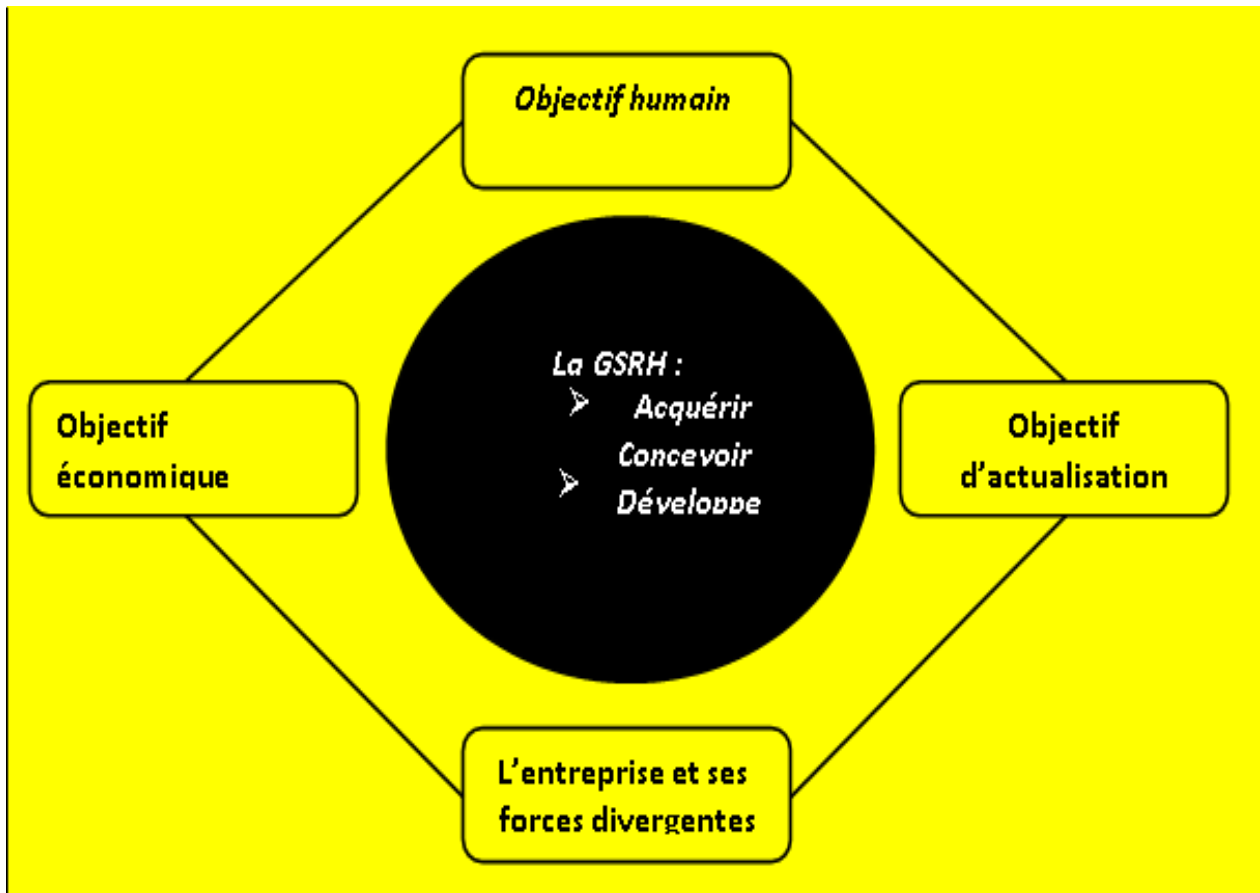 Objectif humain
La GSRH :
➢ Acquérir
Concevoir
➢ Développe
Objectif
économique
Objectif
d’actualisation
L’entreprise et ses
forces divergentes